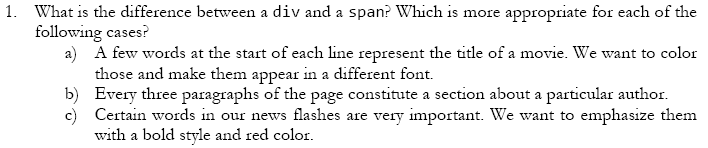 1. What is the difference between a div and a span? Which is more appropriate for each of the
following cases?
a) A few words at the start of each line represent the title of a movie. We want to color
those and make them appear in a different font.
b) Every three paragraphs of the page constitute a section about a particular author.
c) Certain words in our news flashes are very important. We want to emphasize them
with a bold style and red color.